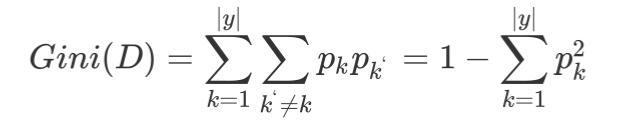 Gini(D) = \sum_{k=1}^{|y|} \sum_{k^{‘} \neq k} p_k p_{k^{‘}} = 1 - \sum_{k=1}^{|y|} p_k^2